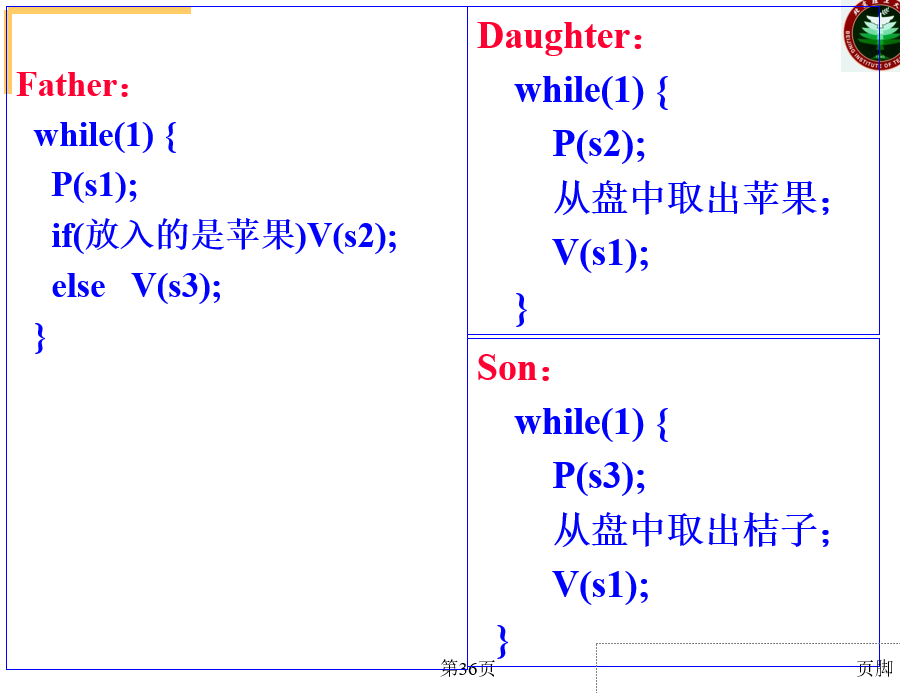 Father：
while(1) {
P(s1);
if(放入的是苹果)V(s2);
else V(s3);
}
Daughter：
while(1) {
P(s2);
从盘中取出苹果；
V(s1);
}
Son：
while(1) {
P(s3);
从盘中取出桔子；
V(s1);
}
第36页
页脚